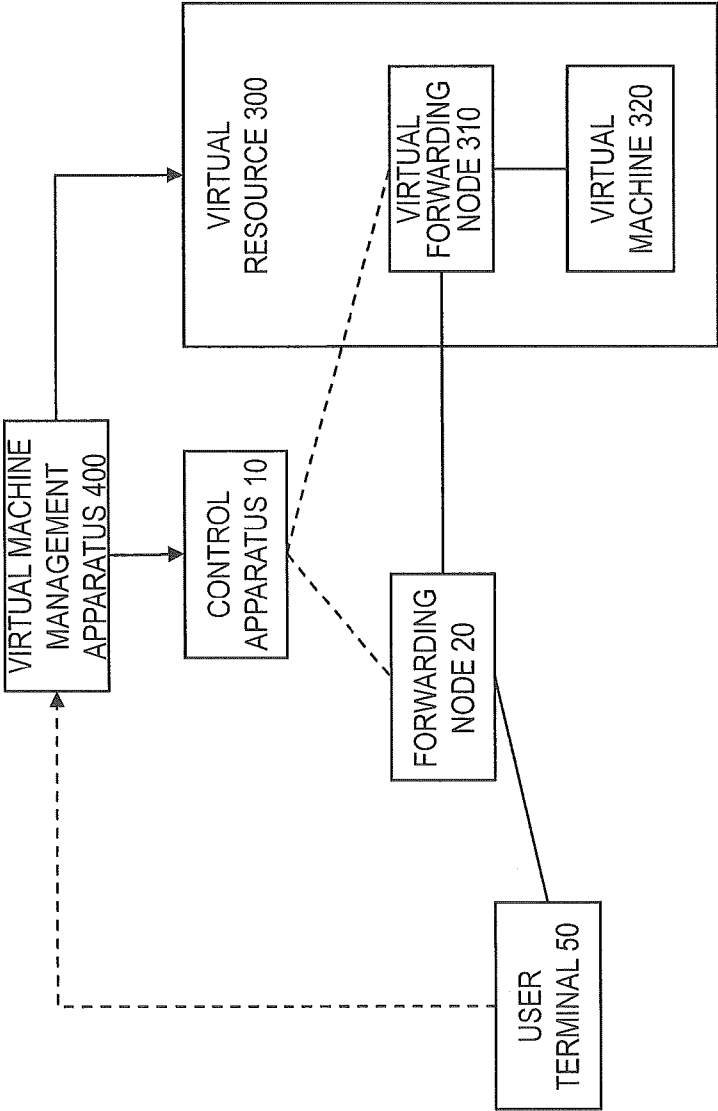 VIRTUAL MACHINE
MANAGEMENT
APPARATUS 400
VIRTUAL
RESOURCE 300
CONTROL
APPARATUS 10
VIRTUAL
FORWARDING
NODE 310
FORWARDING
NODE 20
VIRTUAL
MACHINE 320
USER
TERMINAL 50